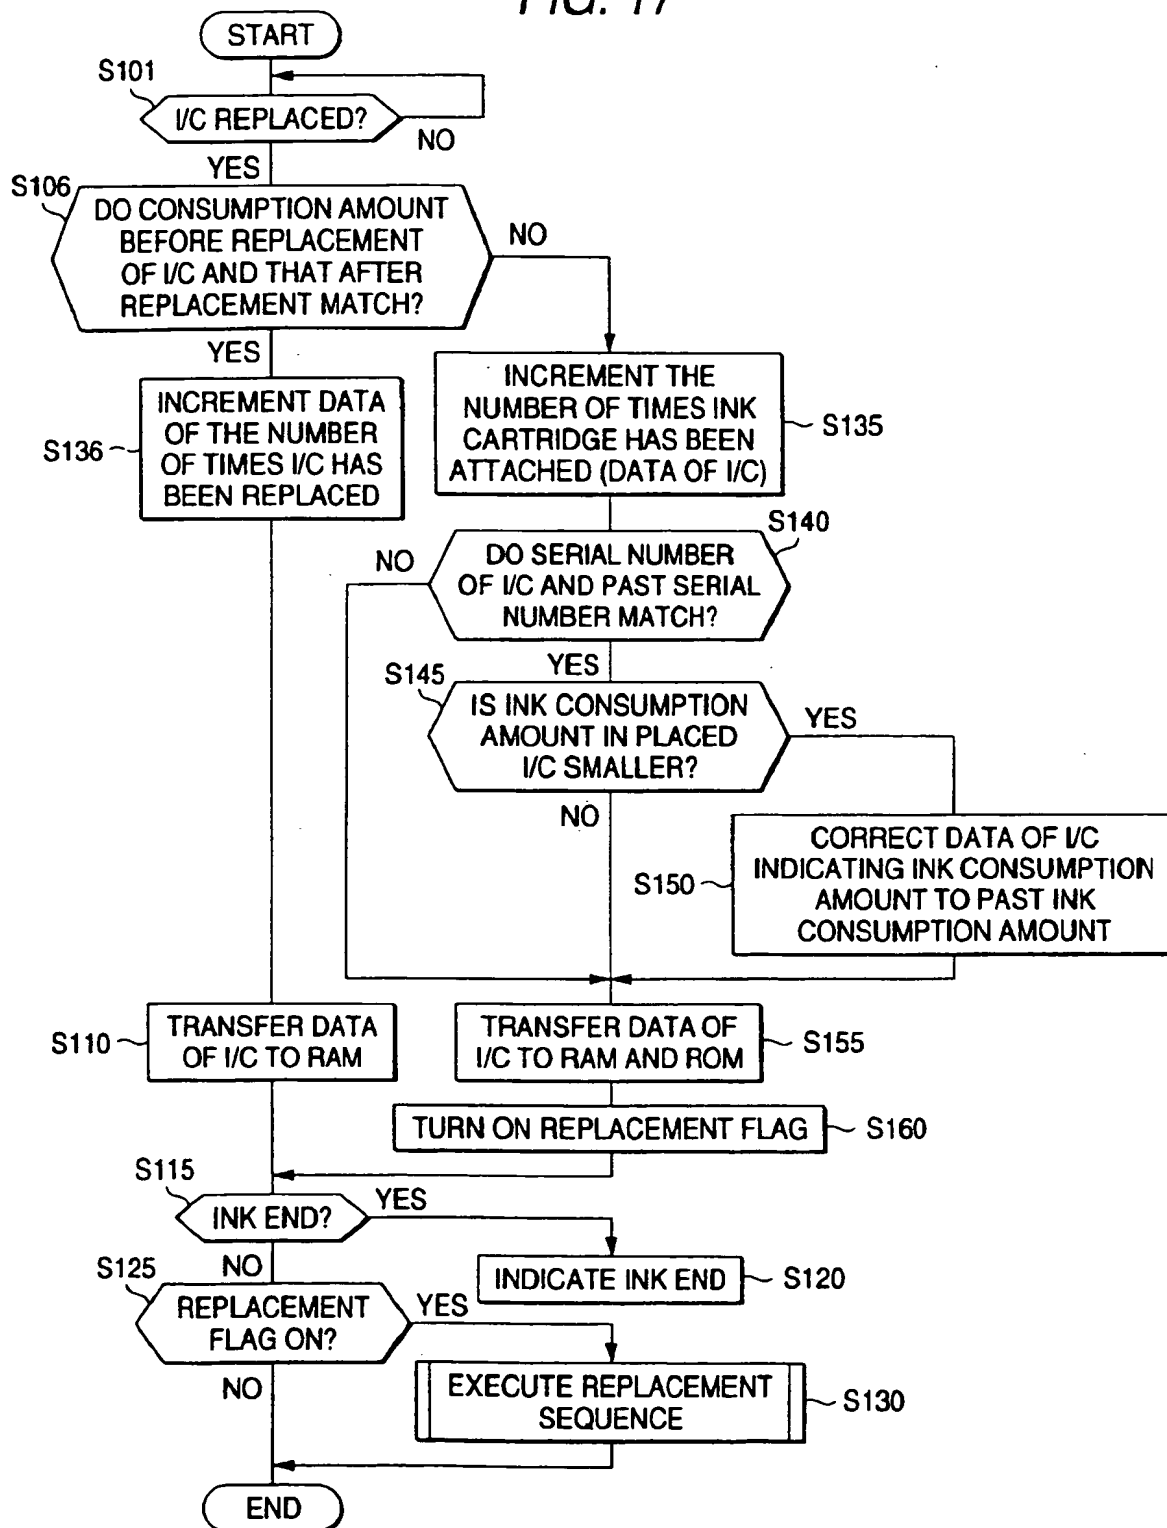 FIG. 17
START
S101
I/C REPLACED?
NO
YES
S106
DO CONSUMPTION AMOUNT
BEFORE REPLACEMENT
OF I/C AND THAT AFTER
REPLACEMENT MATCH?
NO
YES
S136
INCREMENT DATA
OF THE NUMBER
OF TIMES I/C HAS
BEEN REPLACED
INCREMENT THE
NUMBER OF TIMES INK
CARTRIDGE HAS BEEN
ATTACHED (DATA OF I/C)
S135
S140
NO
DO SERIAL NUMBER
OF I/C AND PAST SERIAL
NUMBER MATCH?
YES
S145
IS INK CONSUMPTION
AMOUNT IN PLACED
I/C SMALLER?
YES
NO
S150
CORRECT DATA OF I/C
INDICATING INK CONSUMPTION
AMOUNT TO PAST INK
CONSUMPTION AMOUNT
S110
TRANSFER DATA
OF I/C TO RAM
TRANSFER DATA OF
I/C TO RAM AND ROM
S155
TURN ON REPLACEMENT FLAG
S160
S115
INK END?
YES
NO
INDICATE INK END
S120
S125
REPLACEMENT
FLAG ON?
YES
NO
EXECUTE REPLACEMENT
SEQUENCE
S130
END